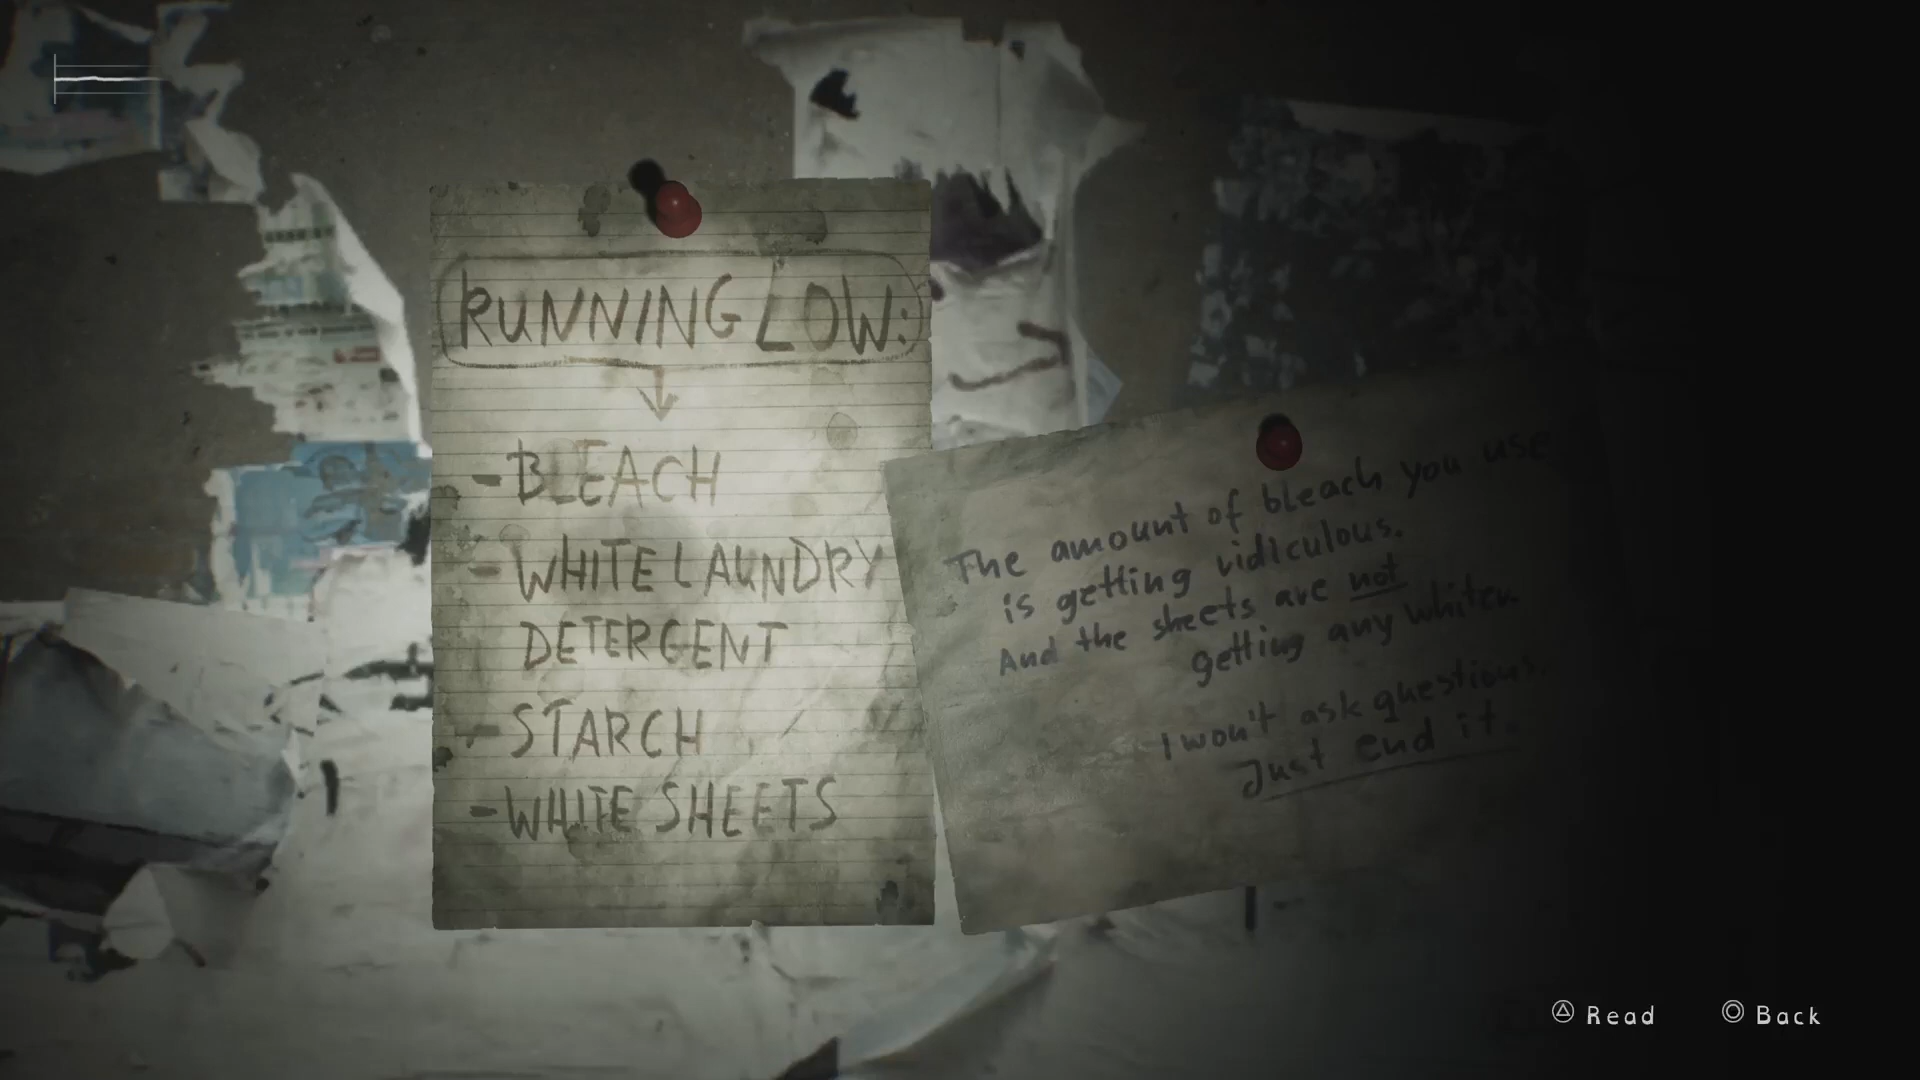 RUNNING LOW:
- BLEACH
- WHITE LAUNDRY
DETERGENT
- STARCH
- WHITE SHEETS
The amount of bleach you use
is getting ridiculous.
And the sheets are not
getting any whiter
I won't ask questions.
Just end it.
Read
Back